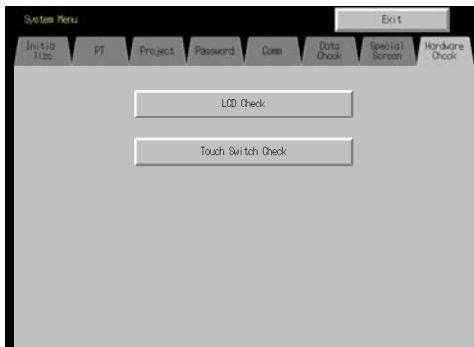 System Menu
Exit
Initia
lize
PT
Project
Password
Comm
Data
Check
Special
Screen
Hardware
Check
LCD Check
Touch Switch Check